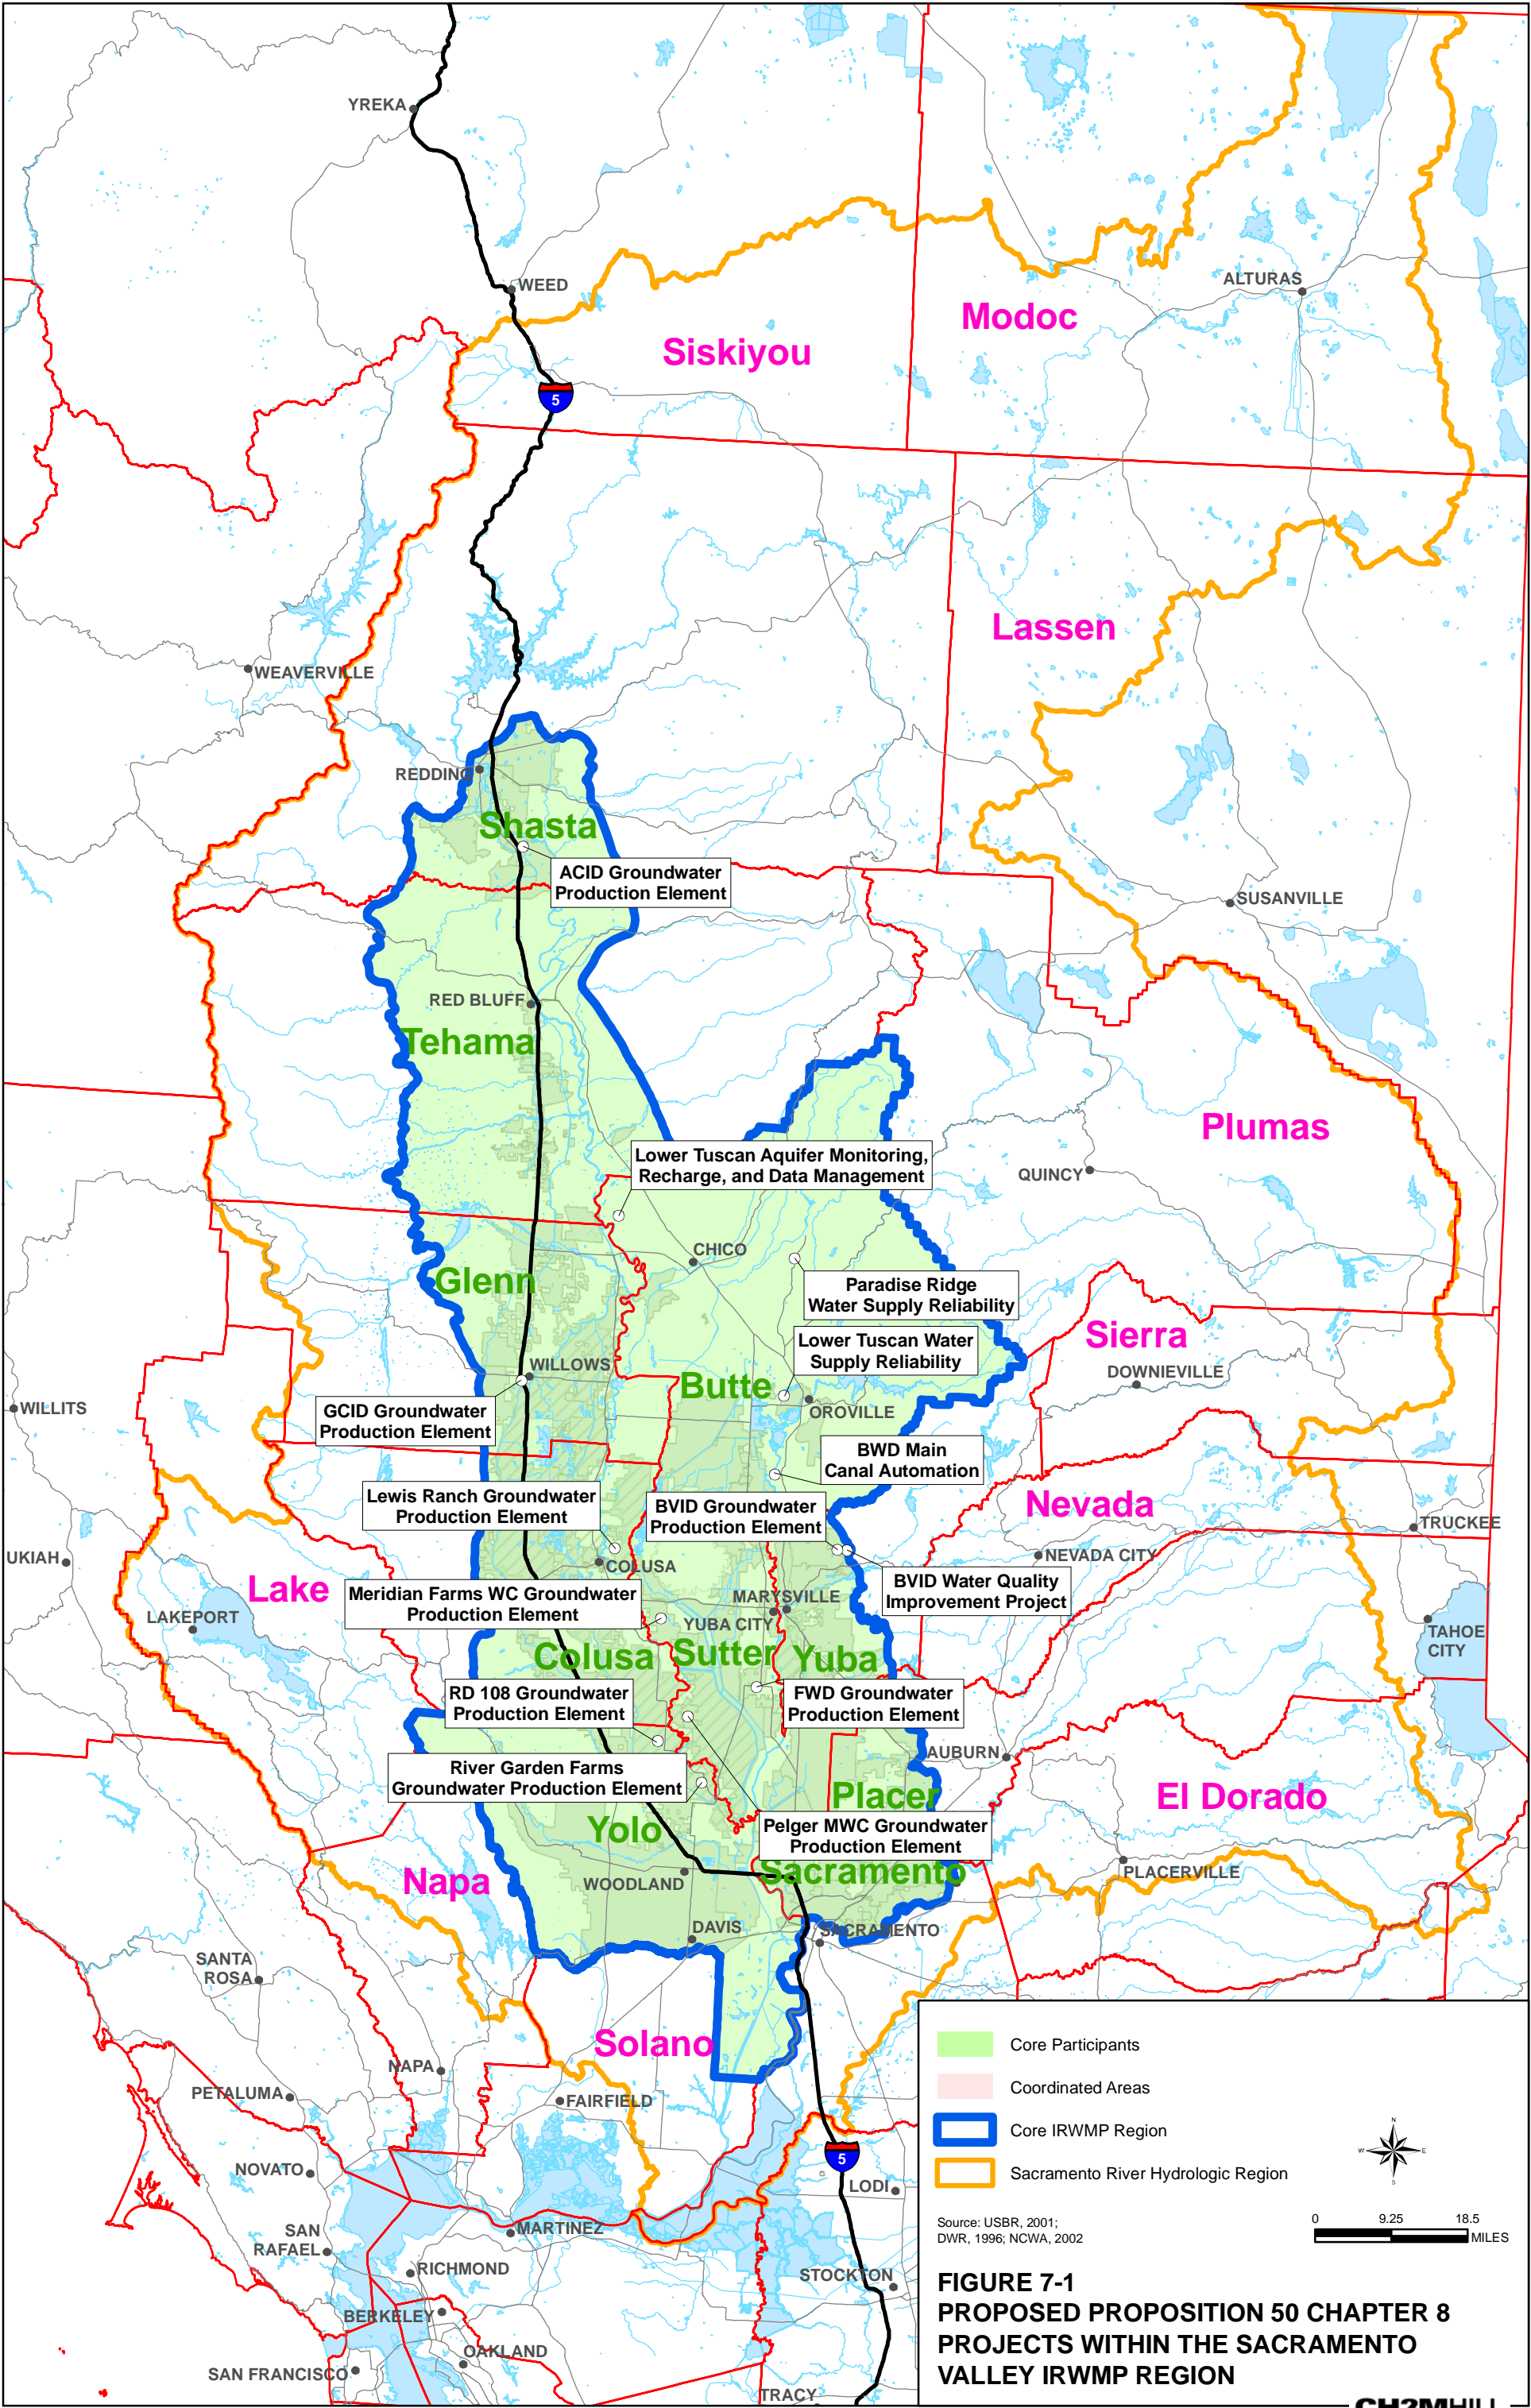 YREKA
WEED
ALTURAS
Modoc
Siskiyou
5
Lassen
WEAVERVILLE
REDDING
Shasta
ACID Groundwater
Production Element
SUSANVILLE
RED BLUFF
Tehama
Plumas
Lower Tuscan Aquifer Monitoring,
Recharge, and Data Management
QUINCY
CHICO
Glenn
Paradise Ridge
Water Supply Reliability
Sierra
Lower Tuscan Water
Supply Reliability
WILLOWS
DOWNIEVILLE
Butte
WILLITS
OROVILLE
GCID Groundwater
Production Element
BWD Main
Canal Automation
Lewis Ranch Groundwater
Production Element
BVID Groundwater
Production Element
Nevada
TRUCKEE
UKIAH
COLUSA
NEVADA CITY
Lake
BVID Water Quality
Improvement Project
Meridian Farms WC Groundwater
Production Element
MARYSVILLE
YUBA CITY
LAKEPORT
TAHOE
CITY
Colusa
Sutter
Yuba
RD 108 Groundwater
Production Element
FWD Groundwater
Production Element
AUBURN
River Garden Farms
Groundwater Production Element
Placer
El Dorado
Yolo
Pelger MWC Groundwater
Production Element
Sacramento
PLACERVILLE
Napa
WOODLAND
DAVIS
SACRAMENTO
SANTA
ROSA
Solano
NAPA
PETALUMA
FAIRFIELD
NOVATO
5
LODI
SAN
RAFAEL
MARTINEZ
RICHMOND
STOCKTON
BERKELEY
OAKLAND
SAN FRANCISCO
TRACY
Core Participants
Coordinated Areas
Core IRWMP Region
Sacramento River Hydrologic Region
N
W
E
S
Source: USBR, 2001;
DWR, 1996; NCWA, 2002
0 9.25 18.5
MILES
FIGURE 7-1
PROPOSED PROPOSITION 50 CHAPTER 8
PROJECTS WITHIN THE SACRAMENTO
VALLEY IRWMP REGION
CH2MHILL